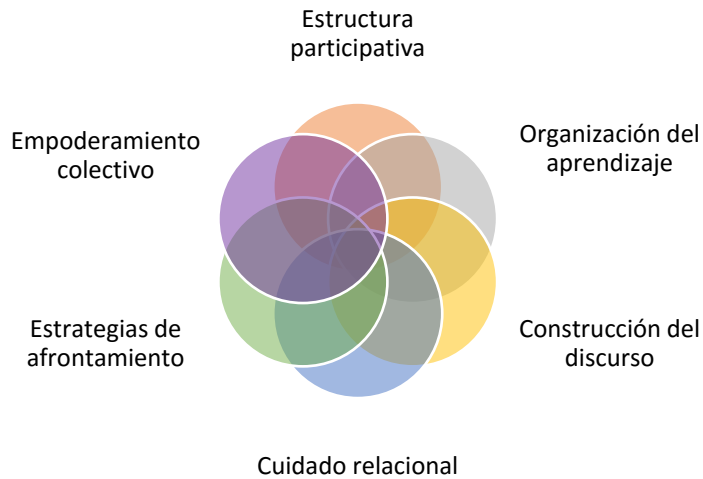 Estructura
participativa
Empoderamiento
colectivo
Organización del
aprendizaje
Estrategias de
afrontamiento
Construcción del
discurso
Cuidado relacional